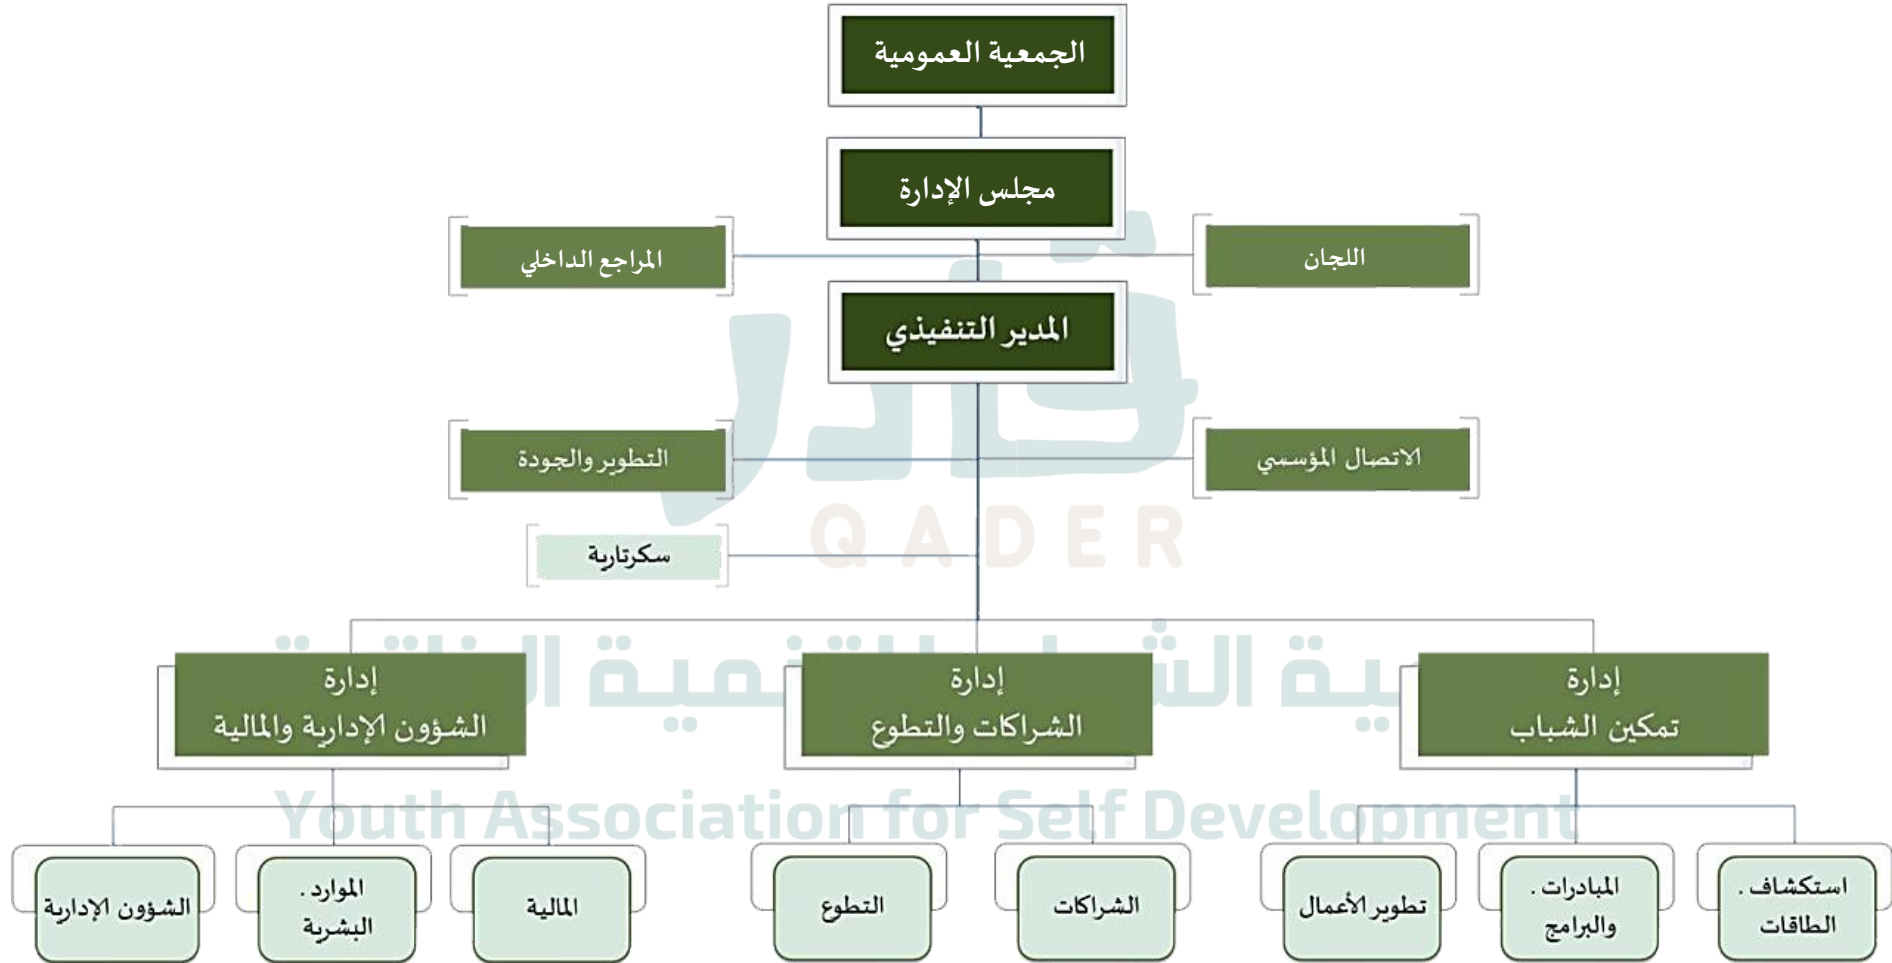 الجمعية العمومية
مجلس الإدارة
اللجان
المراجع الداخلي
المدير التنفيذي
الاتصال المؤسسي
التطوير والجودة
سكرتارية
QADER
قادر
إدارة
تمكين الشباب
إدارة
الشراكات والتطوع
إدارة
الشؤون الإدارية والمالية
Youth Association for Self Development
استكشاف .
الطاقات
المبادرات .
والبرامج
تطوير الأعمال
الشراكات
التطوع
المالية
الموارد .
البشرية
الشؤون الإدارية